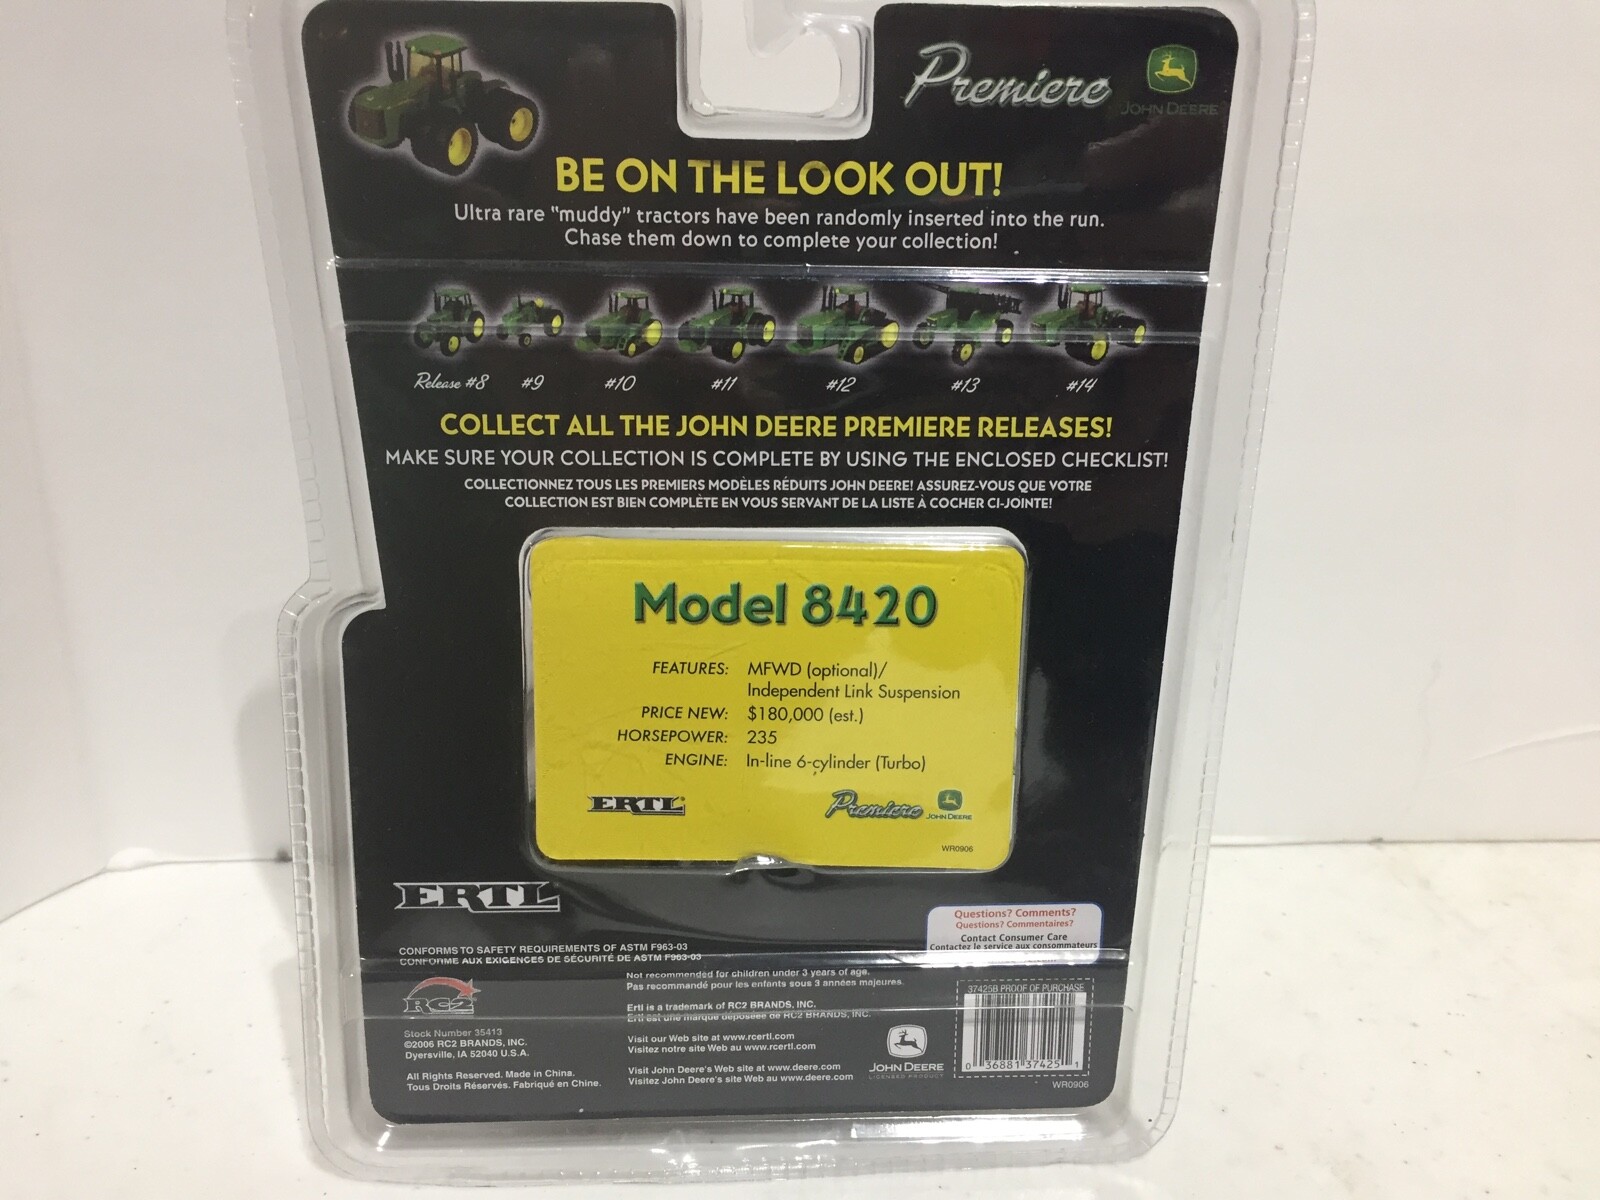 Premiere
JOHN DEERE
BE ON THE LOOK OUT!
Ultra rare "muddy" tractors have been randomly inserted into the run.
Chase them down to complete your collection!
Release #8 #9 #10 #11 #12 #13 #14
COLLECT ALL THE JOHN DEERE PREMIERE RELEASES!
MAKE SURE YOUR COLLECTION IS COMPLETE BY USING THE ENCLOSED CHECKLIST!
COLLECTIONNEZ TOUS LES PREMIERS MODÈLES RÉDUITS JOHN DEERE! ASSUREZ-VOUS QUE VOTRE
COLLECTION EST BIEN COMPLÈTE EN VOUS SERVANT DE LA LISTE À COCHER CI-JOINTE!
Model 8420
FEATURES: MFWD (optional)/
Independent Link Suspension
PRICE NEW: $180,000 (est.)
HORSEPOWER: 235
ENGINE: In-line 6-cylinder (Turbo)
ERTL
Premiere JOHN DEERE
WR0906
ERTL
CONFORMS TO SAFETY REQUIREMENTS OF ASTM F963-03
CONFORME AUX EXIGENCES DE SÉCURITÉ DE ASTM F963-03
RC2
Stock Number 35413
©2006 RC2 BRANDS, INC.
Dyersville, IA 52040 U.S.A.
All Rights Reserved. Made in China.
Tous Droits Réservés. Fabriqué en Chine.
Not recommended for children under 3 years of age.
Pas recommandé pour les enfants sous 3 années majeures.
Ertl is a trademark of RC2 BRANDS, INC.
Ertl est une marque déposéee de RC2 BRANDS, INC.
Visit our Web site at www.rcertl.com
Visitez notre site Web au www.rcertl.com
Visit John Deere's Web site at www.deere.com
Visitez John Deere's site Web au www.deere.com
JOHN DEERE
LICENSED PRODUCT
Questions? Comments?
Questions? Commentaires?
Contact Consumer Care
Contactez le service aux consommateurs
37425B PROOF OF PURCHASE
0 36881 37425 1
WR0906